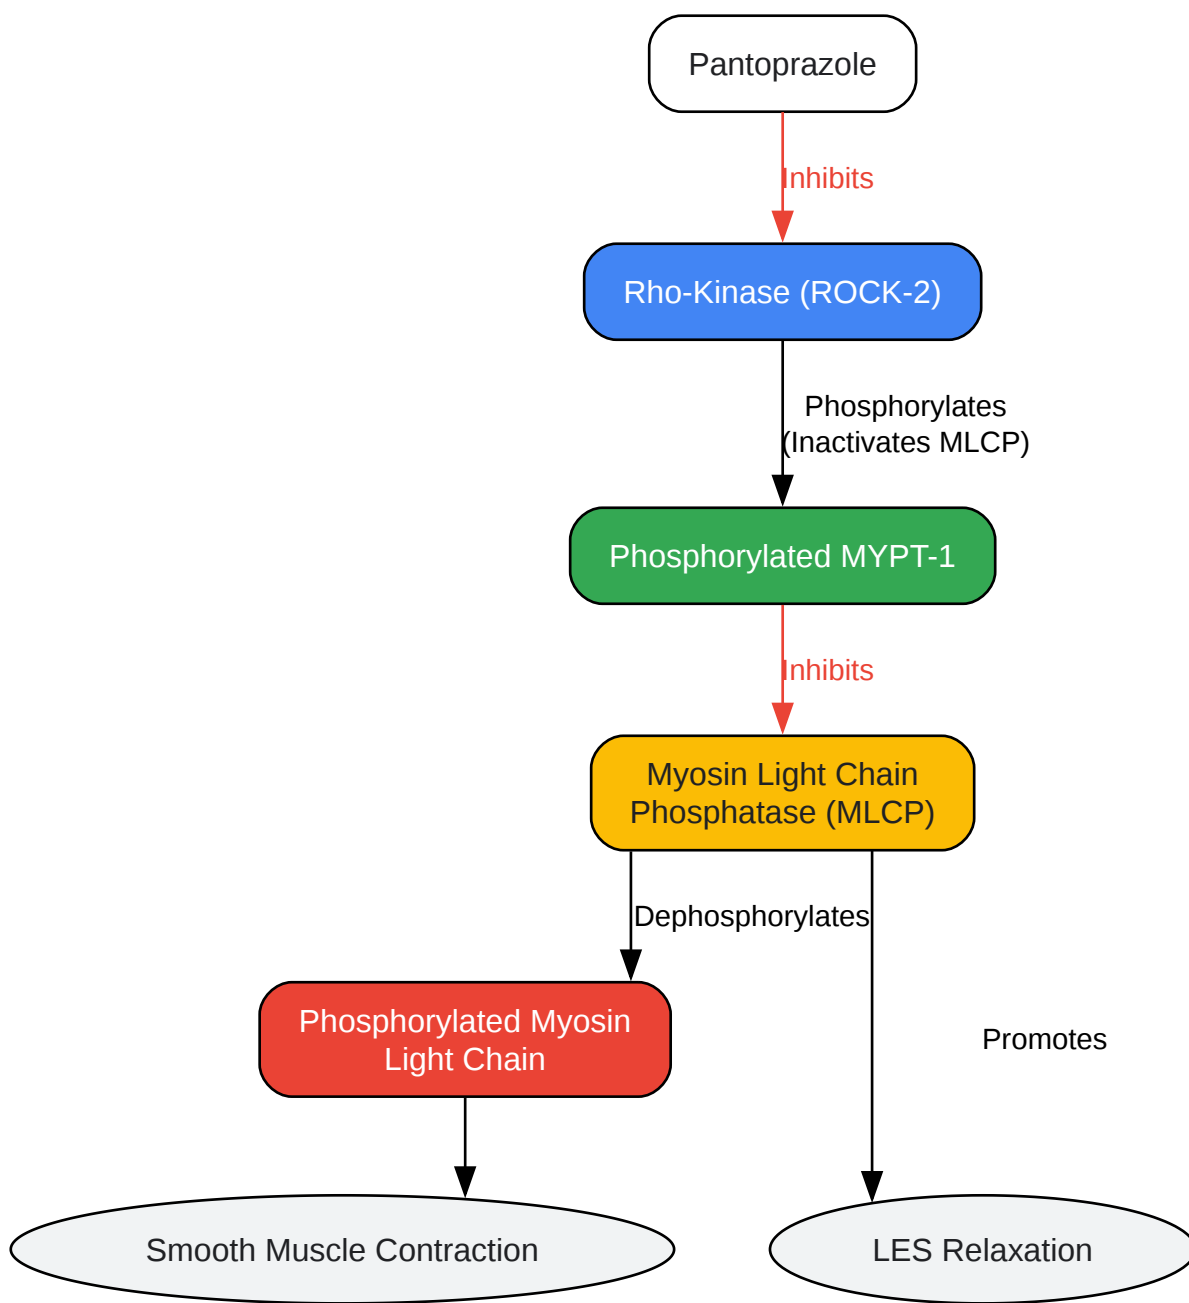 Pantoprazole
Inhibits
Rho-Kinase (ROCK-2)
Phosphorylates
(Inactivates MLCP)
Phosphorylated MYPT-1
Inhibits
Myosin Light Chain
Phosphatase (MLCP)
Dephosphorylates
Phosphorylated Myosin
Light Chain
Promotes
Smooth Muscle Contraction
LES Relaxation